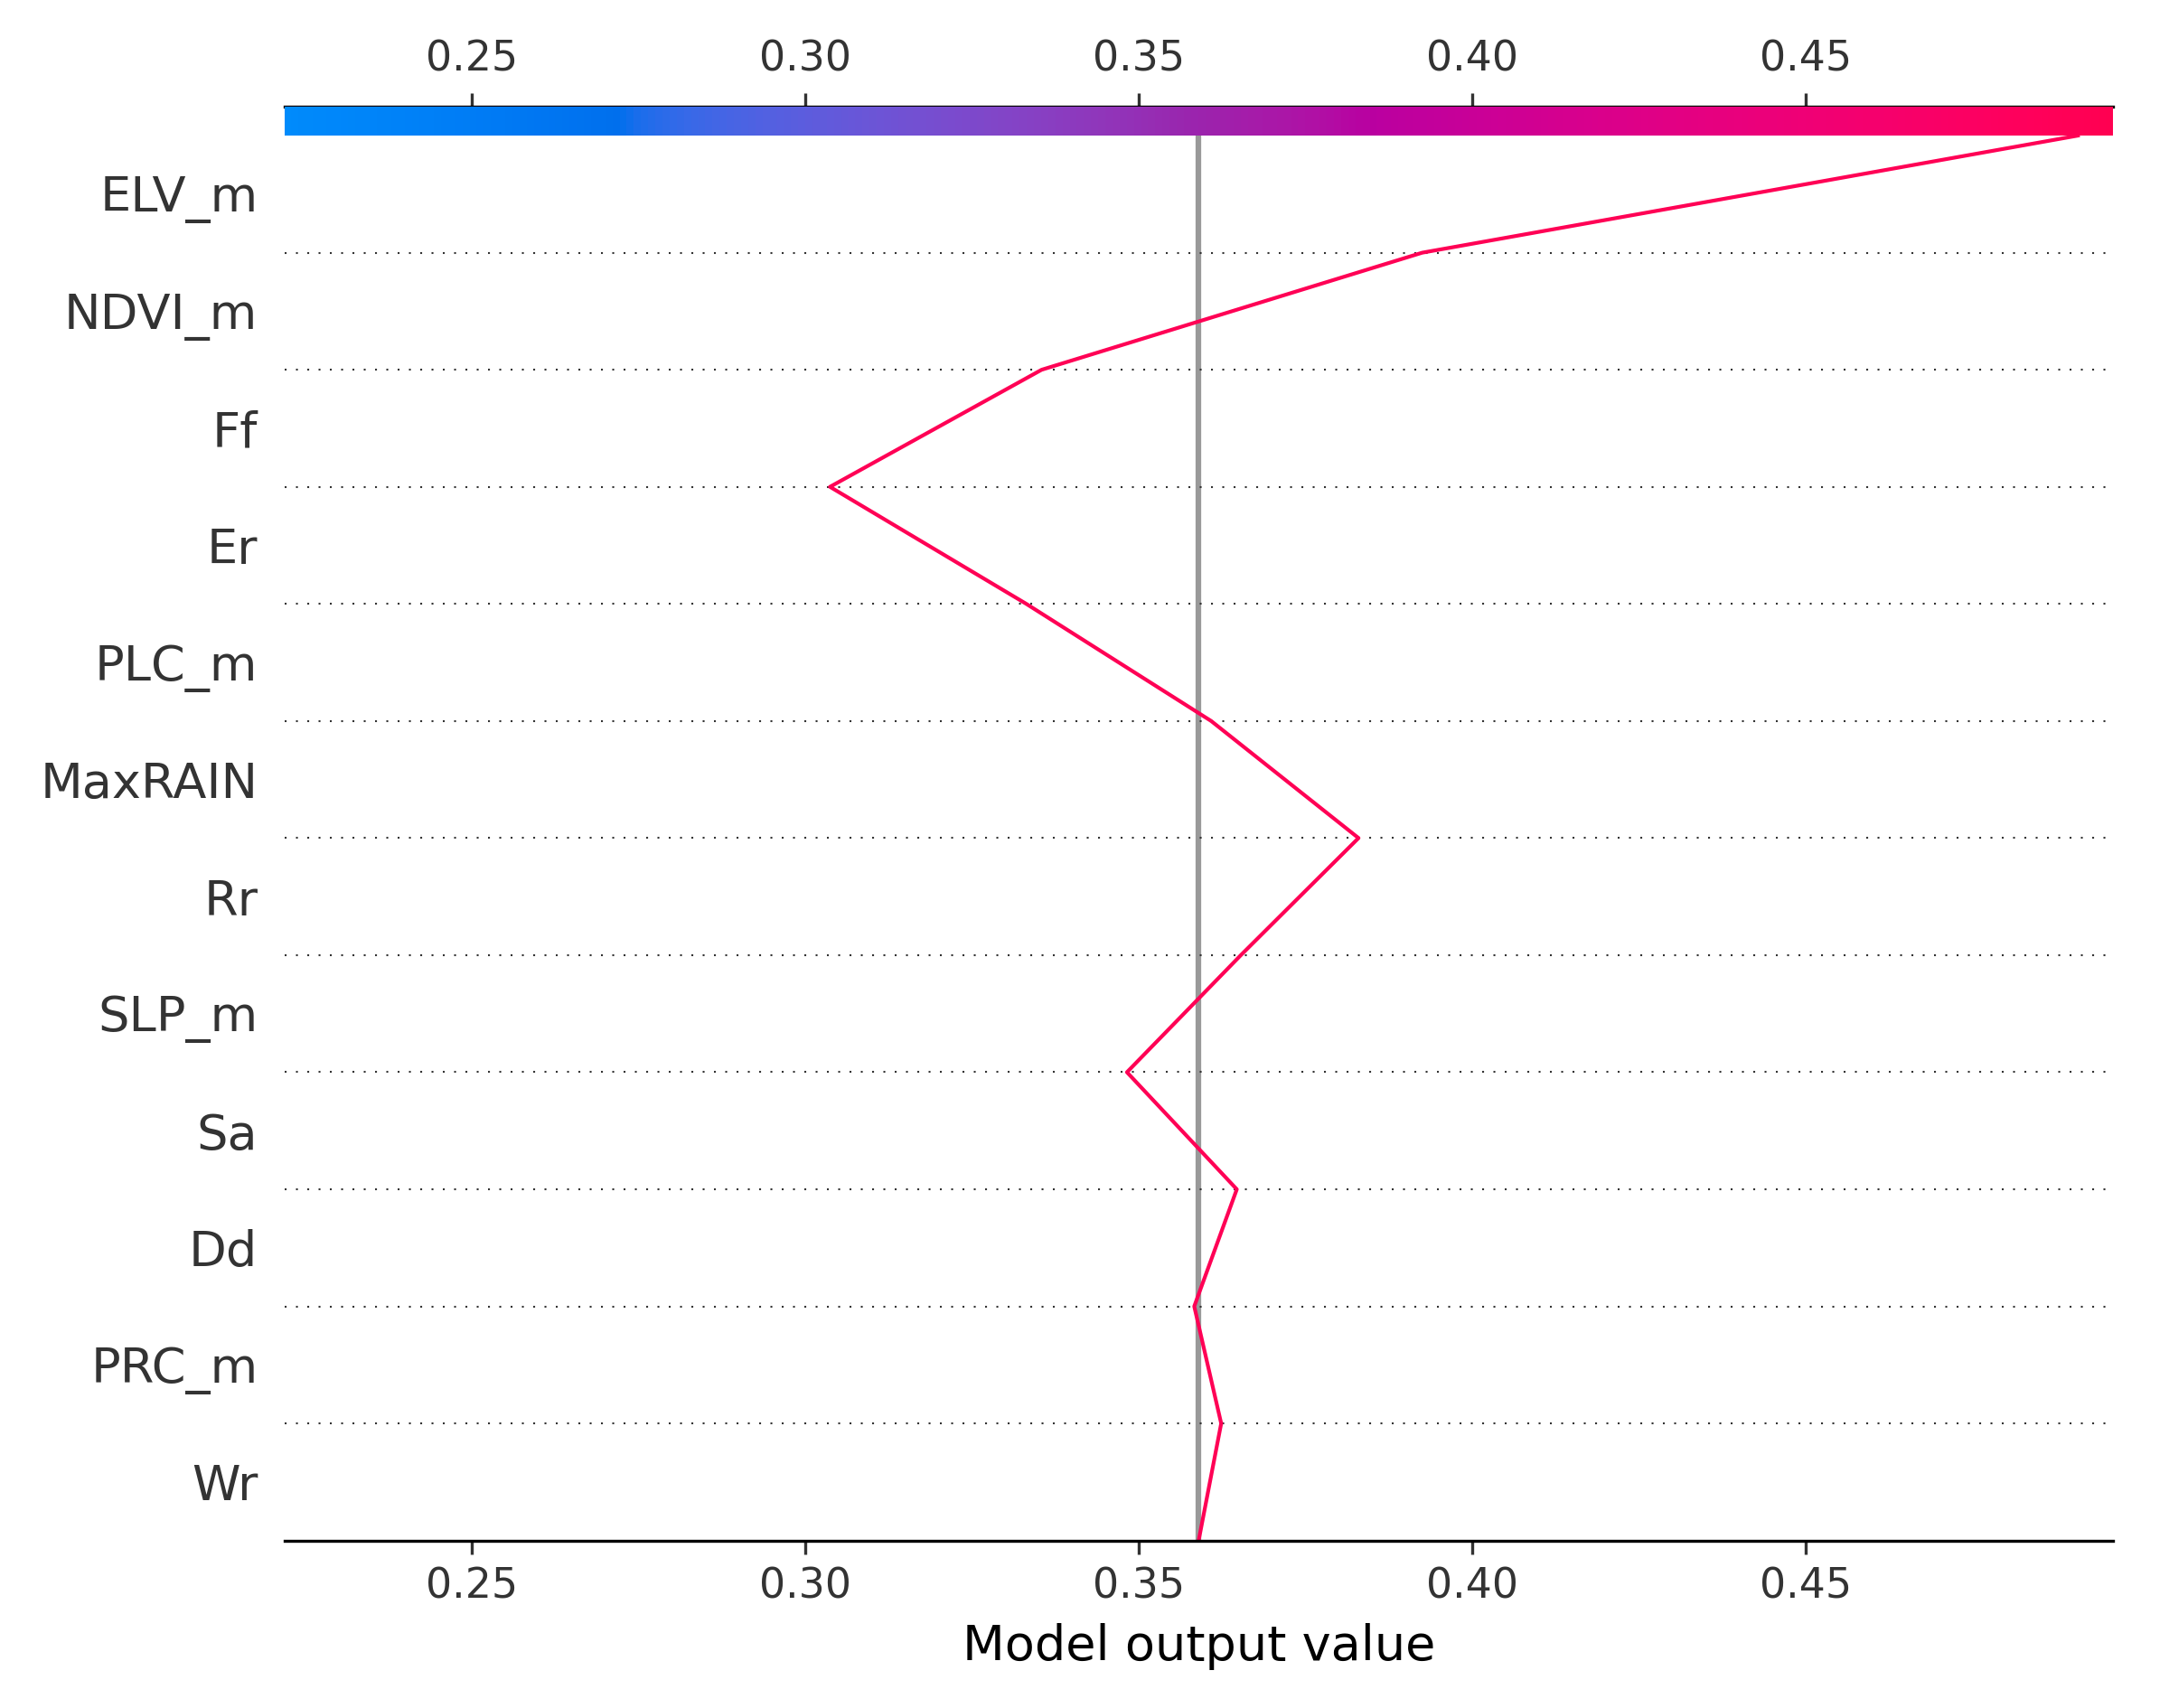 0.25 0.30 0.35 0.40 0.45
ELV_m
NDVI_m
Ff
Er
PLC_m
MaxRAIN
Rr
SLP_m
Sa
Dd
PRC_m
Wr
0.25 0.30 0.35 0.40 0.45
Model output value